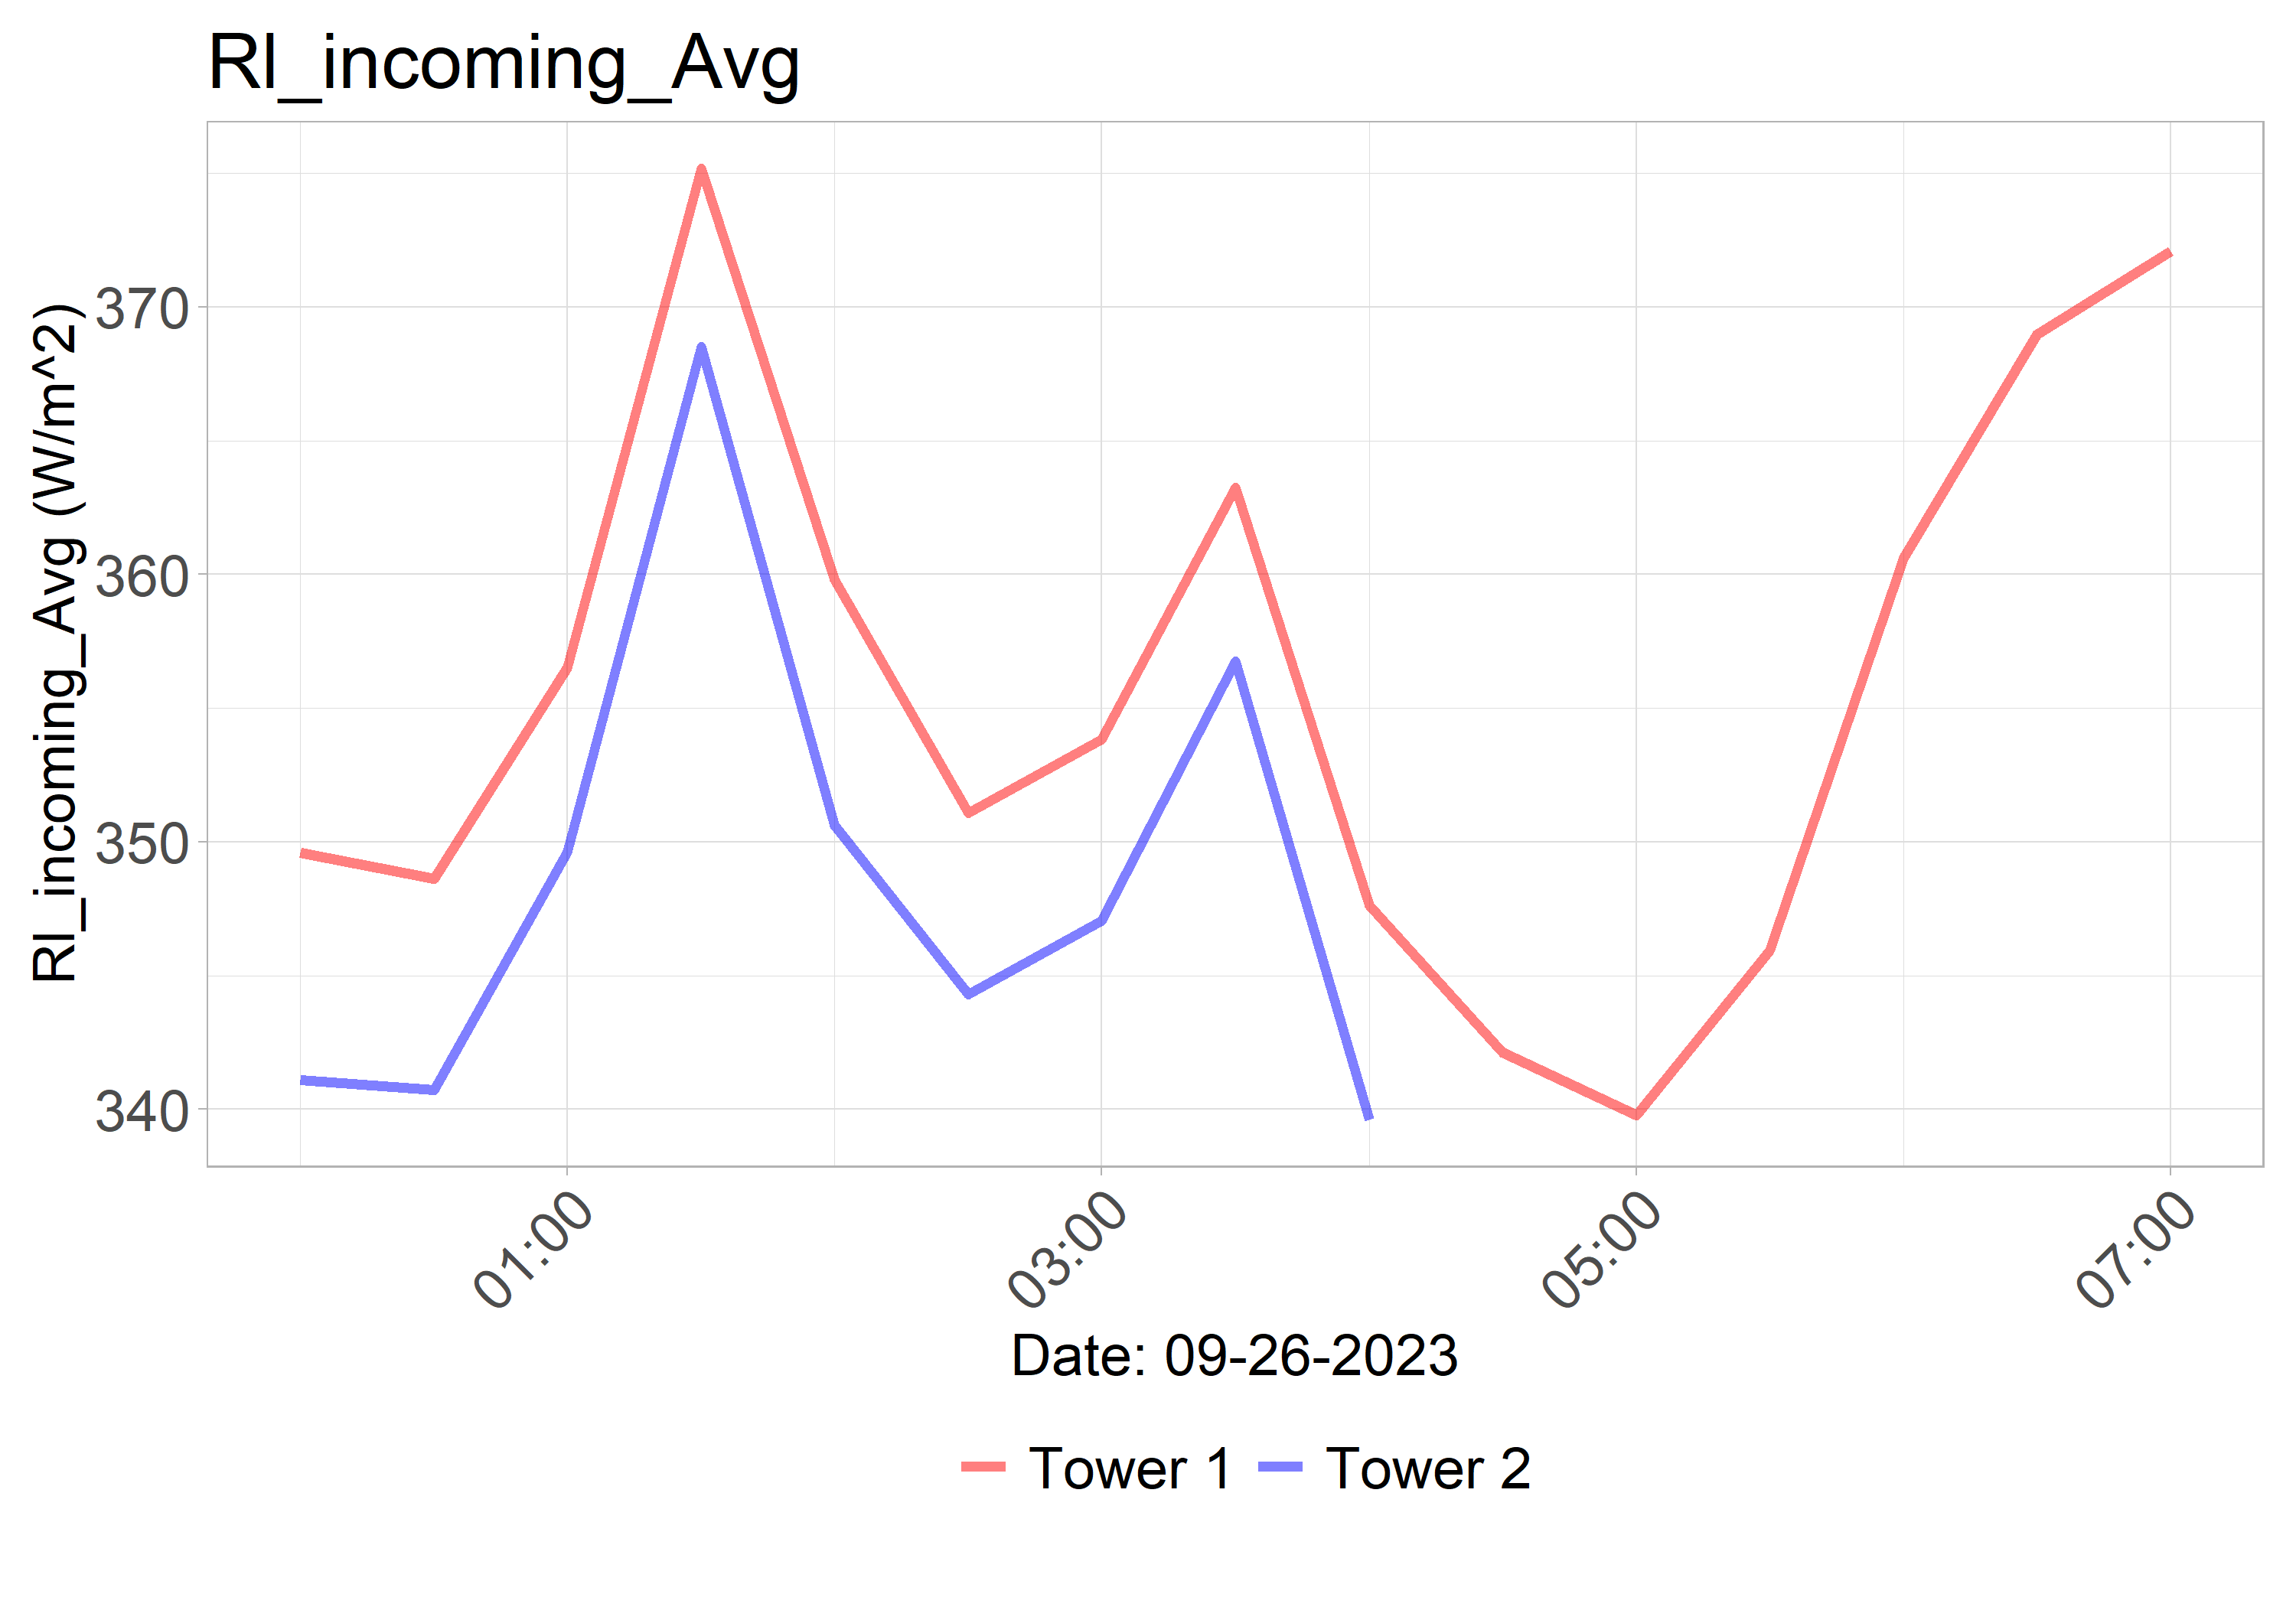 Rl_incoming_Avg
Rl_incoming_Avg (W/m^2)
370
360
350
340
01:00
03:00
05:00
07:00
Date: 09-26-2023
Tower 1
Tower 2